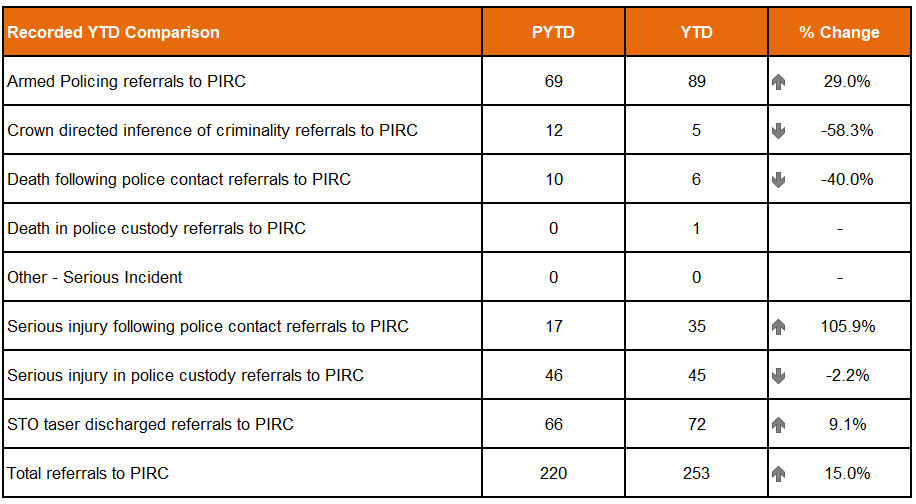 Recorded YTD Comparison PYTD YTD % Change
Armed Policing referrals to PIRC 69 89 29.0%
Crown directed inference of criminality referrals to PIRC 12 5 -58.3%
Death following police contact referrals to PIRC 10 6 -40.0%
Death in police custody referrals to PIRC 0 1 -
Other - Serious Incident 0 0 -
Serious injury following police contact referrals to PIRC 17 35 105.9%
Serious injury in police custody referrals to PIRC 46 45 -2.2%
STO taser discharged referrals to PIRC 66 72 9.1%
Total referrals to PIRC 220 253 15.0%